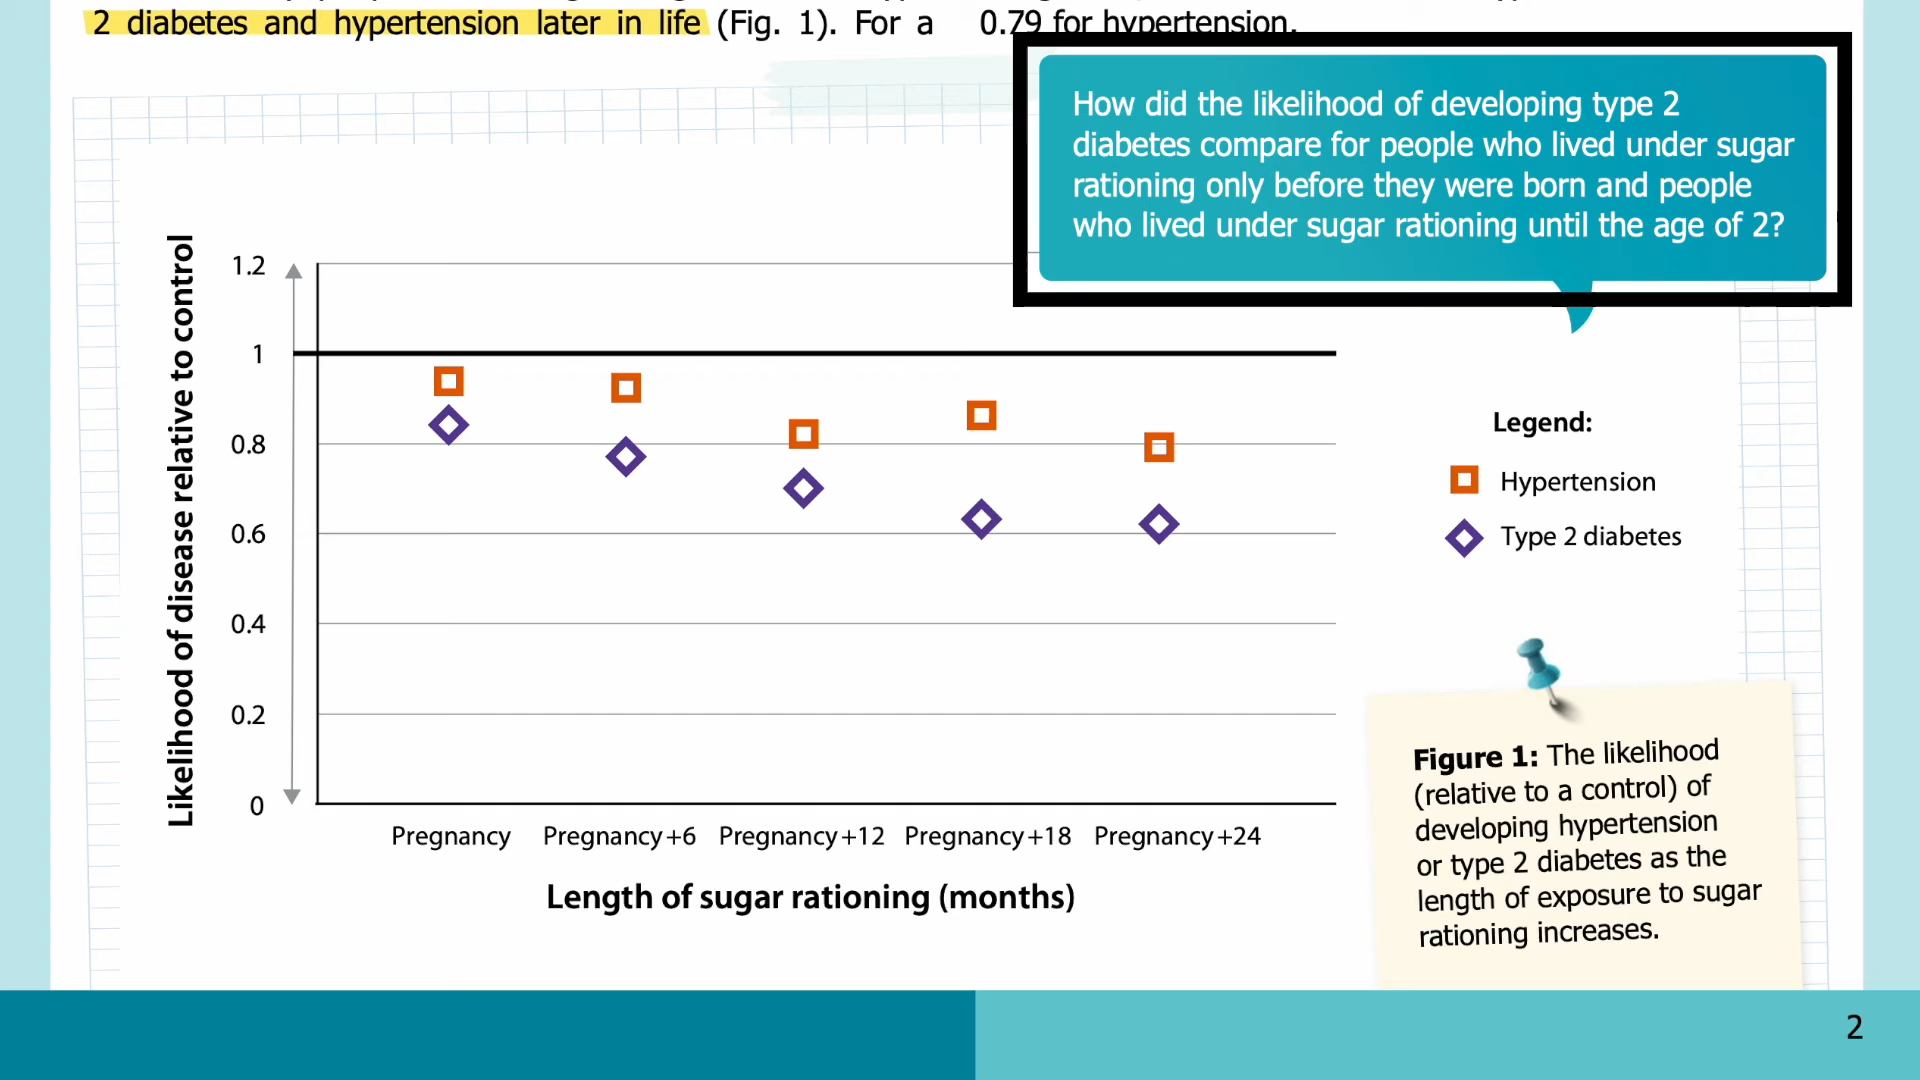 2 diabetes and hypertension later in life (Fig. 1). For a
0.79 for hypertension.
How did the likelihood of developing type 2
diabetes compare for people who lived under sugar
rationing only before they were born and people
who lived under sugar rationing until the age of 2?
Likelihood of disease relative to control
1.2
1
0.8
0.6
0.4
0.2
0
Pregnancy Pregnancy+6 Pregnancy+12 Pregnancy+18 Pregnancy+24
Length of sugar rationing (months)
Legend:
Hypertension
Type 2 diabetes
Figure 1: The likelihood
(relative to a control) of
developing hypertension
or type 2 diabetes as the
length of exposure to sugar
rationing increases.
2